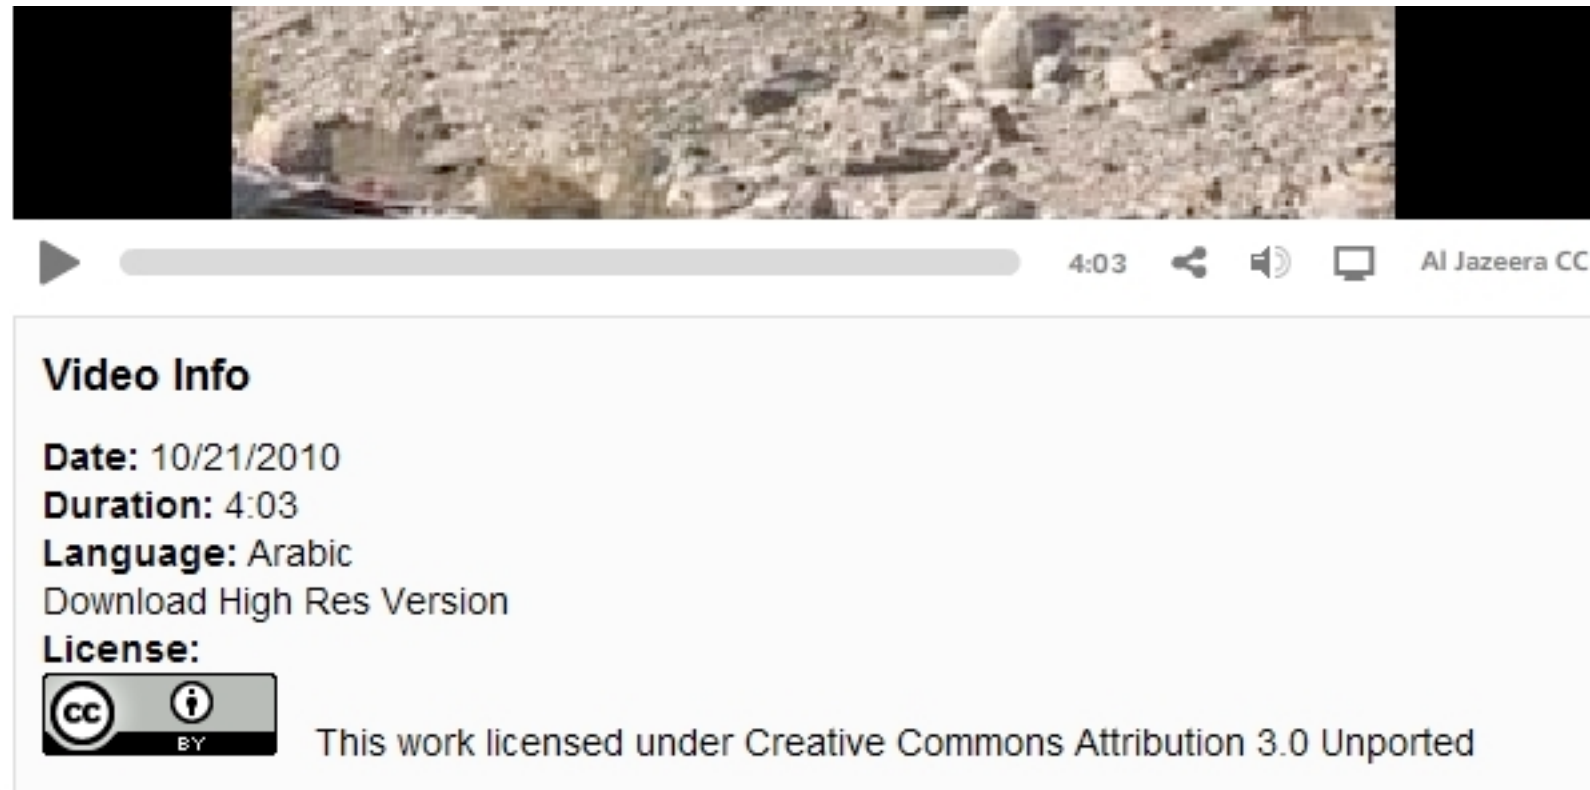 4:03 Al Jazeera CC
Video Info
Date: 10/21/2010
Duration: 4:03
Language: Arabic
Download High Res Version
License:
cc BY This work licensed under Creative Commons Attribution 3.0 Unported